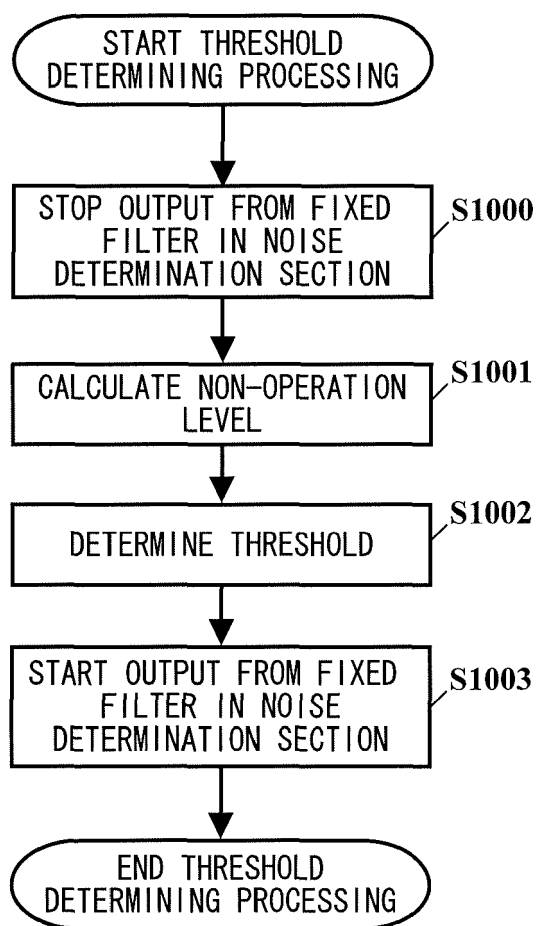 START THRESHOLD
DETERMINING PROCESSING
STOP OUTPUT FROM FIXED
FILTER IN NOISE
DETERMINATION SECTION
S1000
CALCULATE NON-OPERATION
LEVEL
S1001
DETERMINE THRESHOLD
S1002
START OUTPUT FROM FIXED
FILTER IN NOISE
DETERMINATION SECTION
S1003
END THRESHOLD
DETERMINING PROCESSING